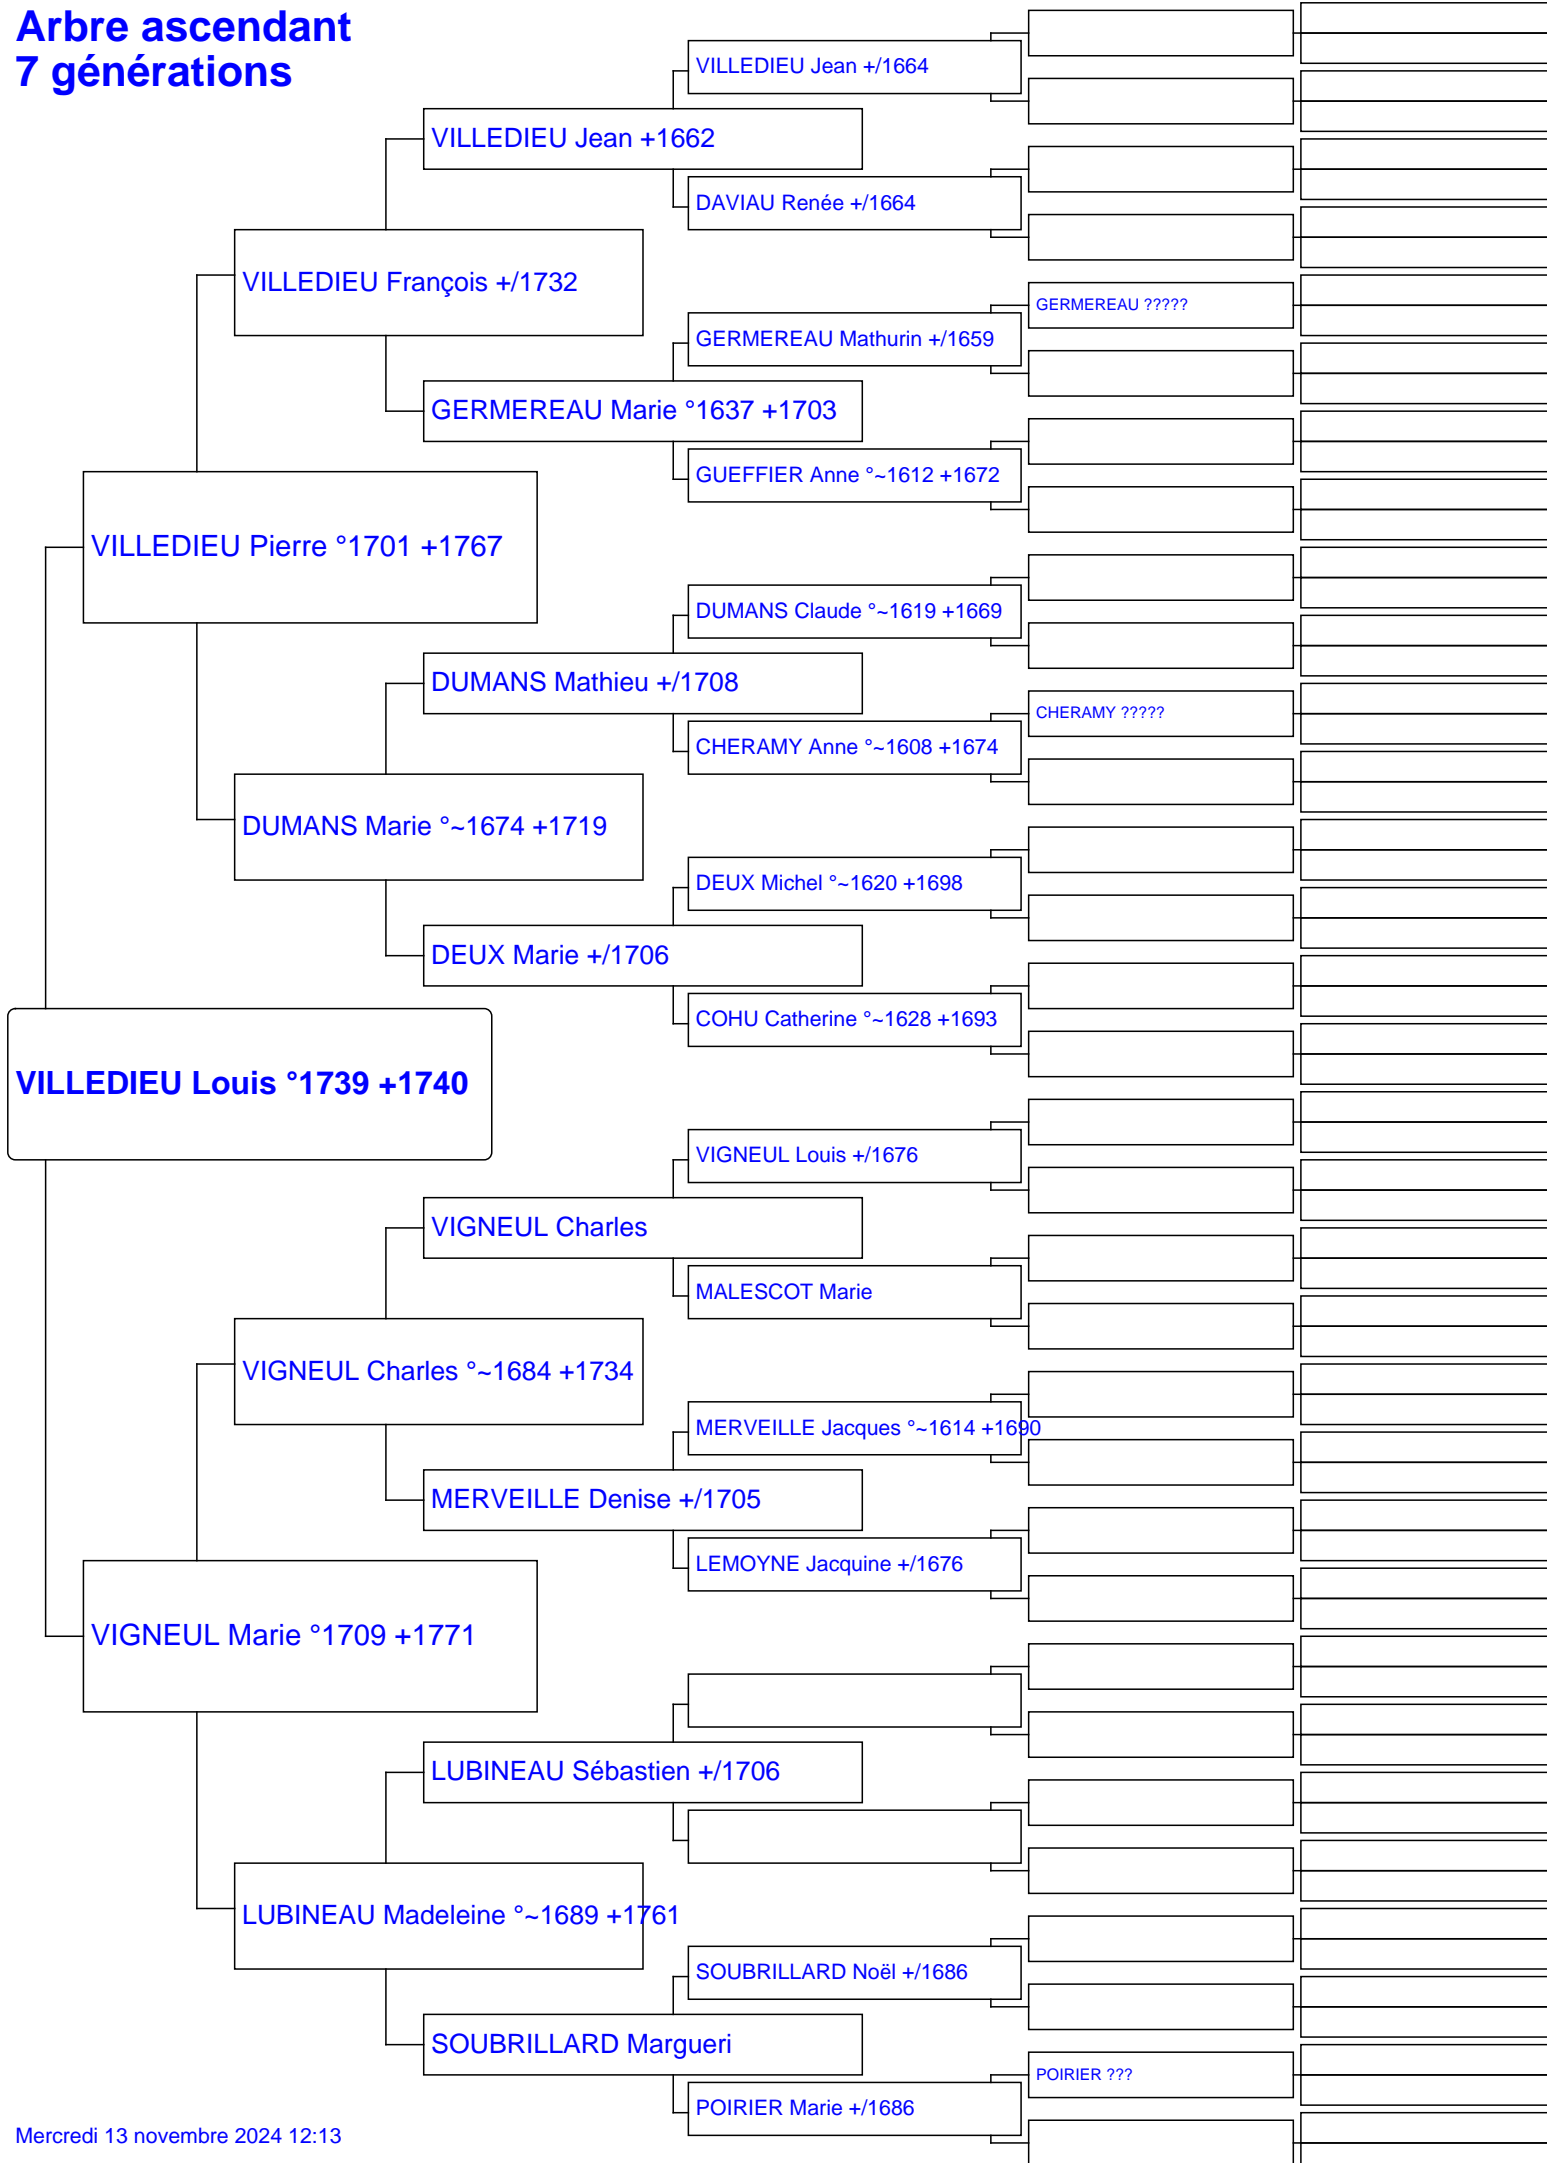 Arbre ascendant
7 générations
VILLEDIEU Jean +/1664
VILLEDIEU Jean +1662
DAVIAU Renée +/1664
VILLEDIEU François +/1732
GERMEREAU ?????
GERMEREAU Mathurin +/1659
GERMEREAU Marie °1637 +1703
GUEFFIER Anne °~1612 +1672
VILLEDIEU Pierre °1701 +1767
DUMANS Claude °~1619 +1669
DUMANS Mathieu +/1708
CHERAMY ?????
CHERAMY Anne °~1608 +1674
DUMANS Marie °~1674 +1719
DEUX Michel °~1620 +1698
DEUX Marie +/1706
COHU Catherine °~1628 +1693
VILLEDIEU Louis °1739 +1740
VIGNEUL Louis +/1676
VIGNEUL Charles
MALESCOT Marie
VIGNEUL Charles °~1684 +1734
MERVEILLE Jacques °~1614 +1690
MERVEILLE Denise +/1705
LEMOYNE Jacquine +/1676
VIGNEUL Marie °1709 +1771
LUBINEAU Sébastien +/1706
LUBINEAU Madeleine °~1689 +1761
SOUBRILLARD Noël +/1686
SOUBRILLARD Margueri
POIRIER ???
POIRIER Marie +/1686
Mercredi 13 novembre 2024 12:13